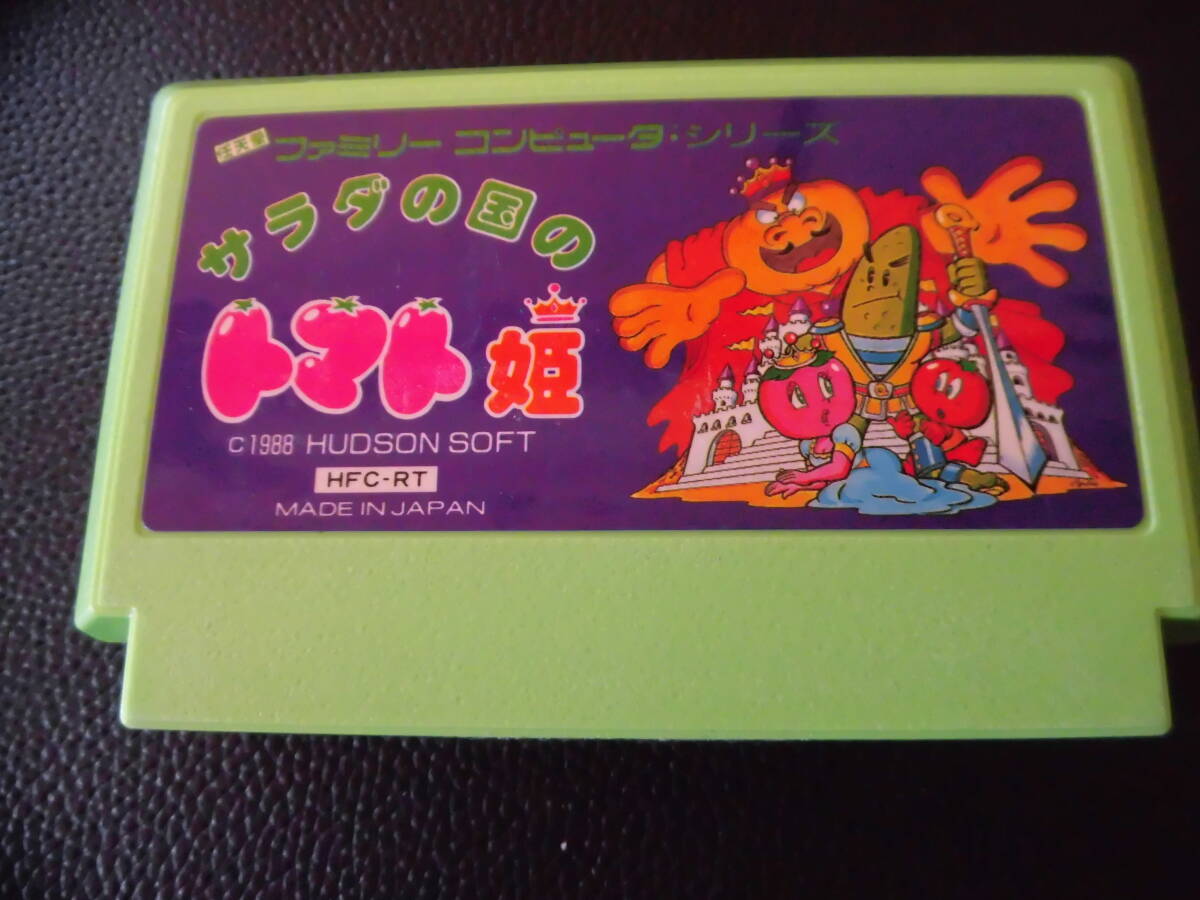 任天堂 ファミリー コンピュータ・シリーズ
サラダの国の
トマト姫
C 1988 HUDSON SOFT
HFC-RT
MADE IN JAPAN